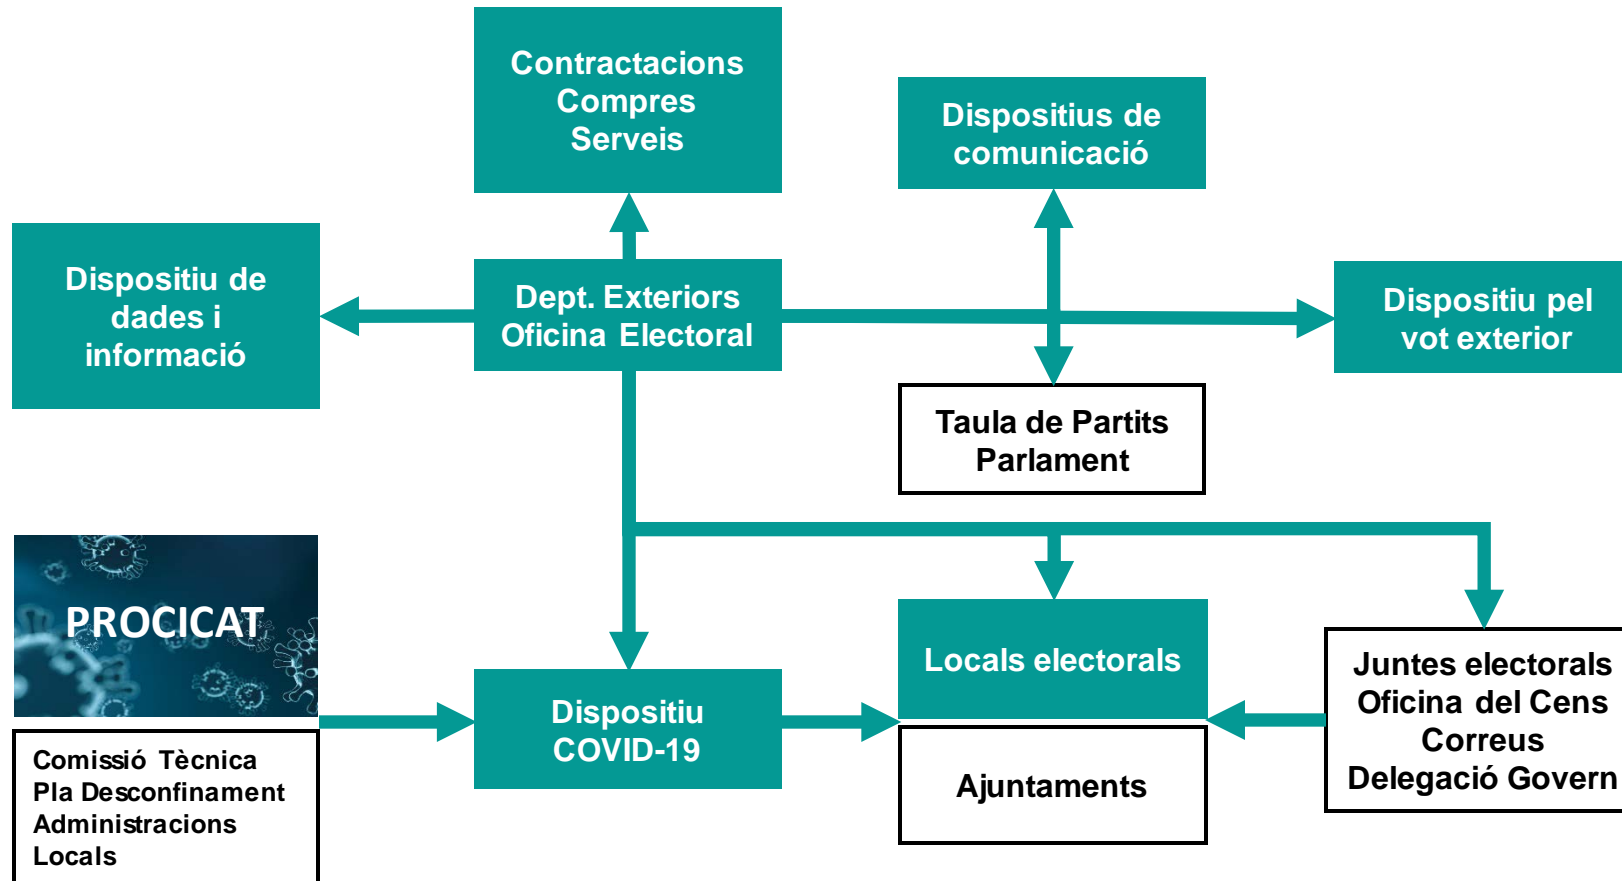 Contractacions
Compres
Serveis
Dispositius de
comunicació
Dispositiu de
dades i
informació
Dept. Exteriors
Oficina Electoral
Dispositiu pel
vot exterior
Taula de Partits
Parlament
PROCICAT
Comissió Tècnica
Pla Desconfinament
Administracions
Locals
Dispositiu
COVID-19
Locals electorals
Ajuntaments
Juntes electorals
Oficina del Cens
Correus
Delegació Govern